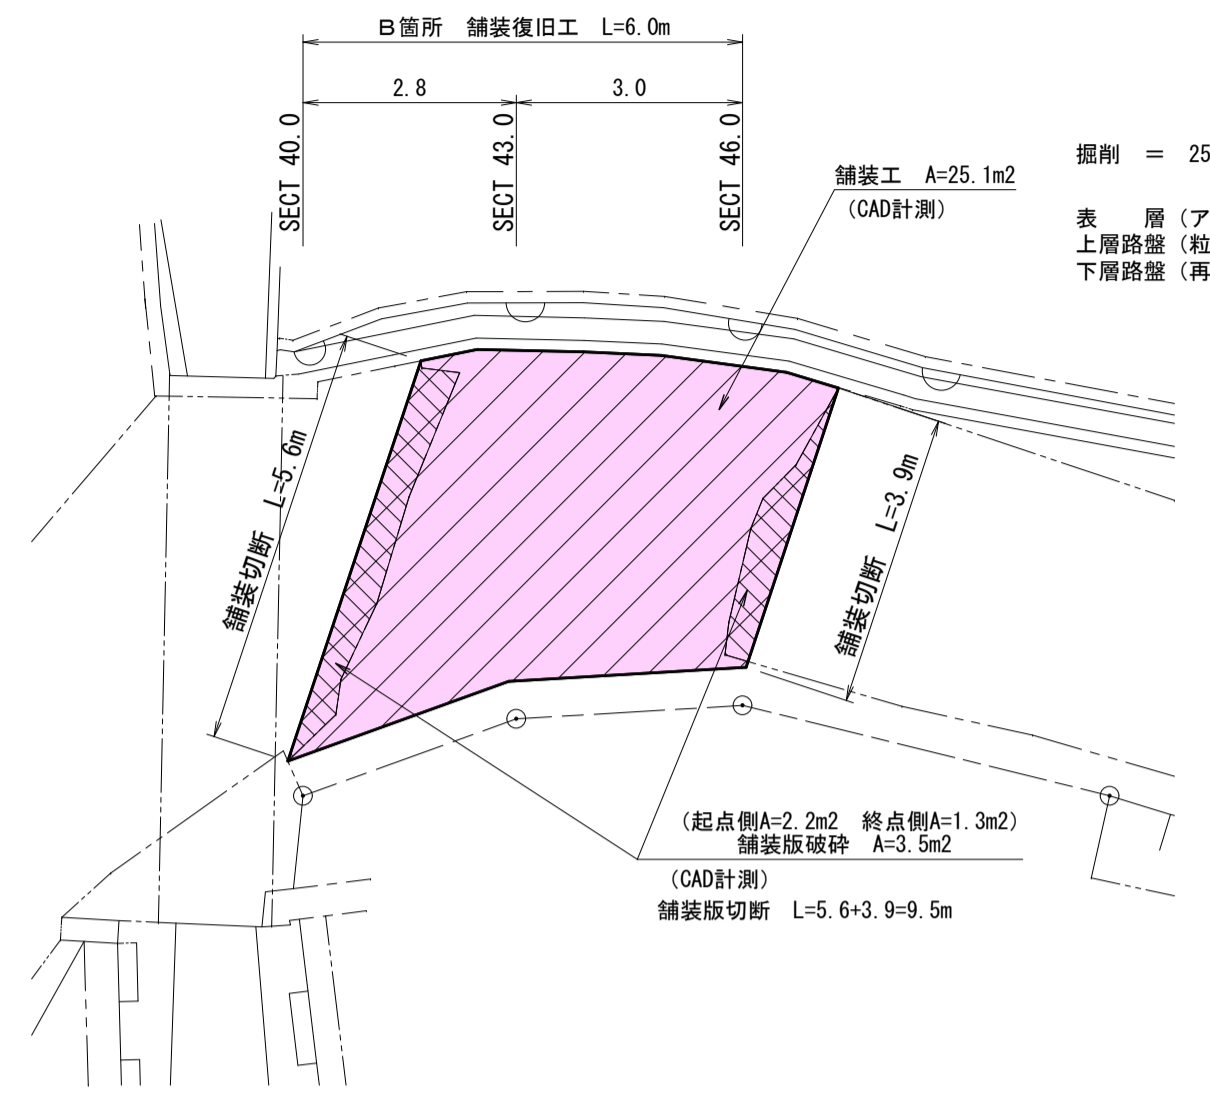 B箇所　舗装復旧工　L=6.0m
2.8
3.0
SECT 40.0
SECT 43.0
SECT 46.0
舗装工　A=25.1m2
（CAD計測）
掘削　＝　25
表　　層（ア
上層路盤（粒
下層路盤（再
舗装切断　L=5.6m
舗装切断　L=3.9m
（起点側A=2.2m2　終点側A=1.3m2）
舗装版破砕　A=3.5m2
（CAD計測）
舗装版切断　L=5.6+3.9=9.5m